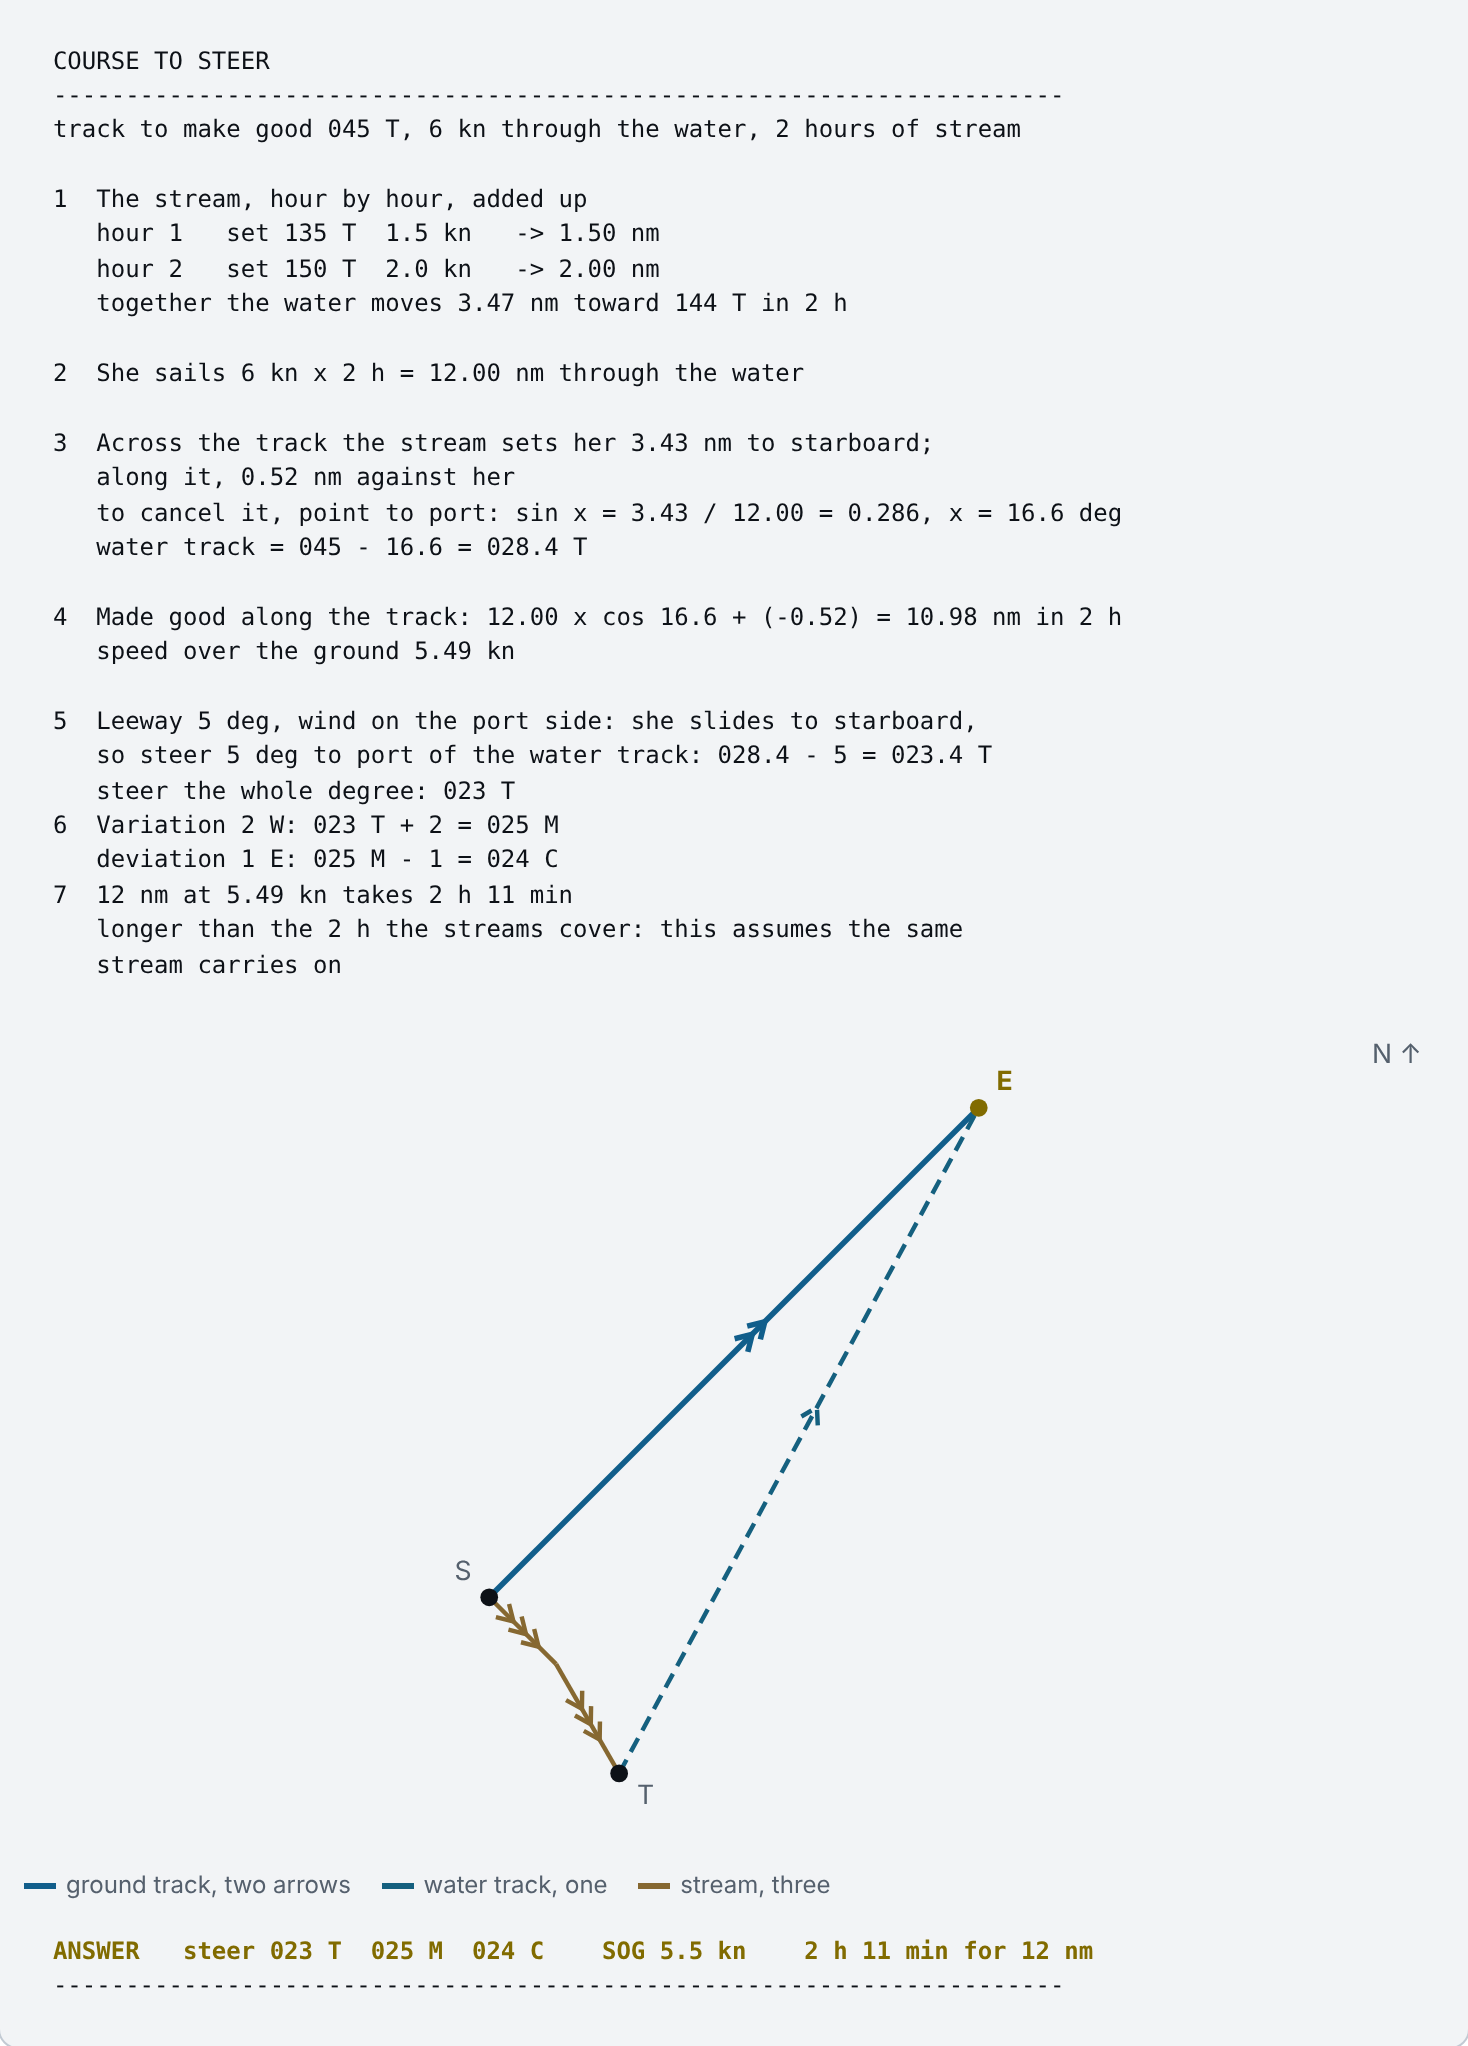 COURSE TO STEER
----------------------------------------------------------------------
track to make good 045 T, 6 kn through the water, 2 hours of stream
1  The stream, hour by hour, added up
hour 1   set 135 T  1.5 kn   -> 1.50 nm
hour 2   set 150 T  2.0 kn   -> 2.00 nm
together the water moves 3.47 nm toward 144 T in 2 h
2  She sails 6 kn x 2 h = 12.00 nm through the water
3  Across the track the stream sets her 3.43 nm to starboard;
along it, 0.52 nm against her
to cancel it, point to port: sin x = 3.43 / 12.00 = 0.286, x = 16.6 deg
water track = 045 - 16.6 = 028.4 T
4  Made good along the track: 12.00 x cos 16.6 + (-0.52) = 10.98 nm in 2 h
speed over the ground 5.49 kn
5  Leeway 5 deg, wind on the port side: she slides to starboard,
so steer 5 deg to port of the water track: 028.4 - 5 = 023.4 T
steer the whole degree: 023 T
6  Variation 2 W: 023 T + 2 = 025 M
deviation 1 E: 025 M - 1 = 024 C
7  12 nm at 5.49 kn takes 2 h 11 min
longer than the 2 h the streams cover: this assumes the same
stream carries on
N ↑
E
S
T
ground track, two arrows   water track, one   stream, three
ANSWER   steer 023 T  025 M  024 C    SOG 5.5 kn    2 h 11 min for 12 nm
----------------------------------------------------------------------